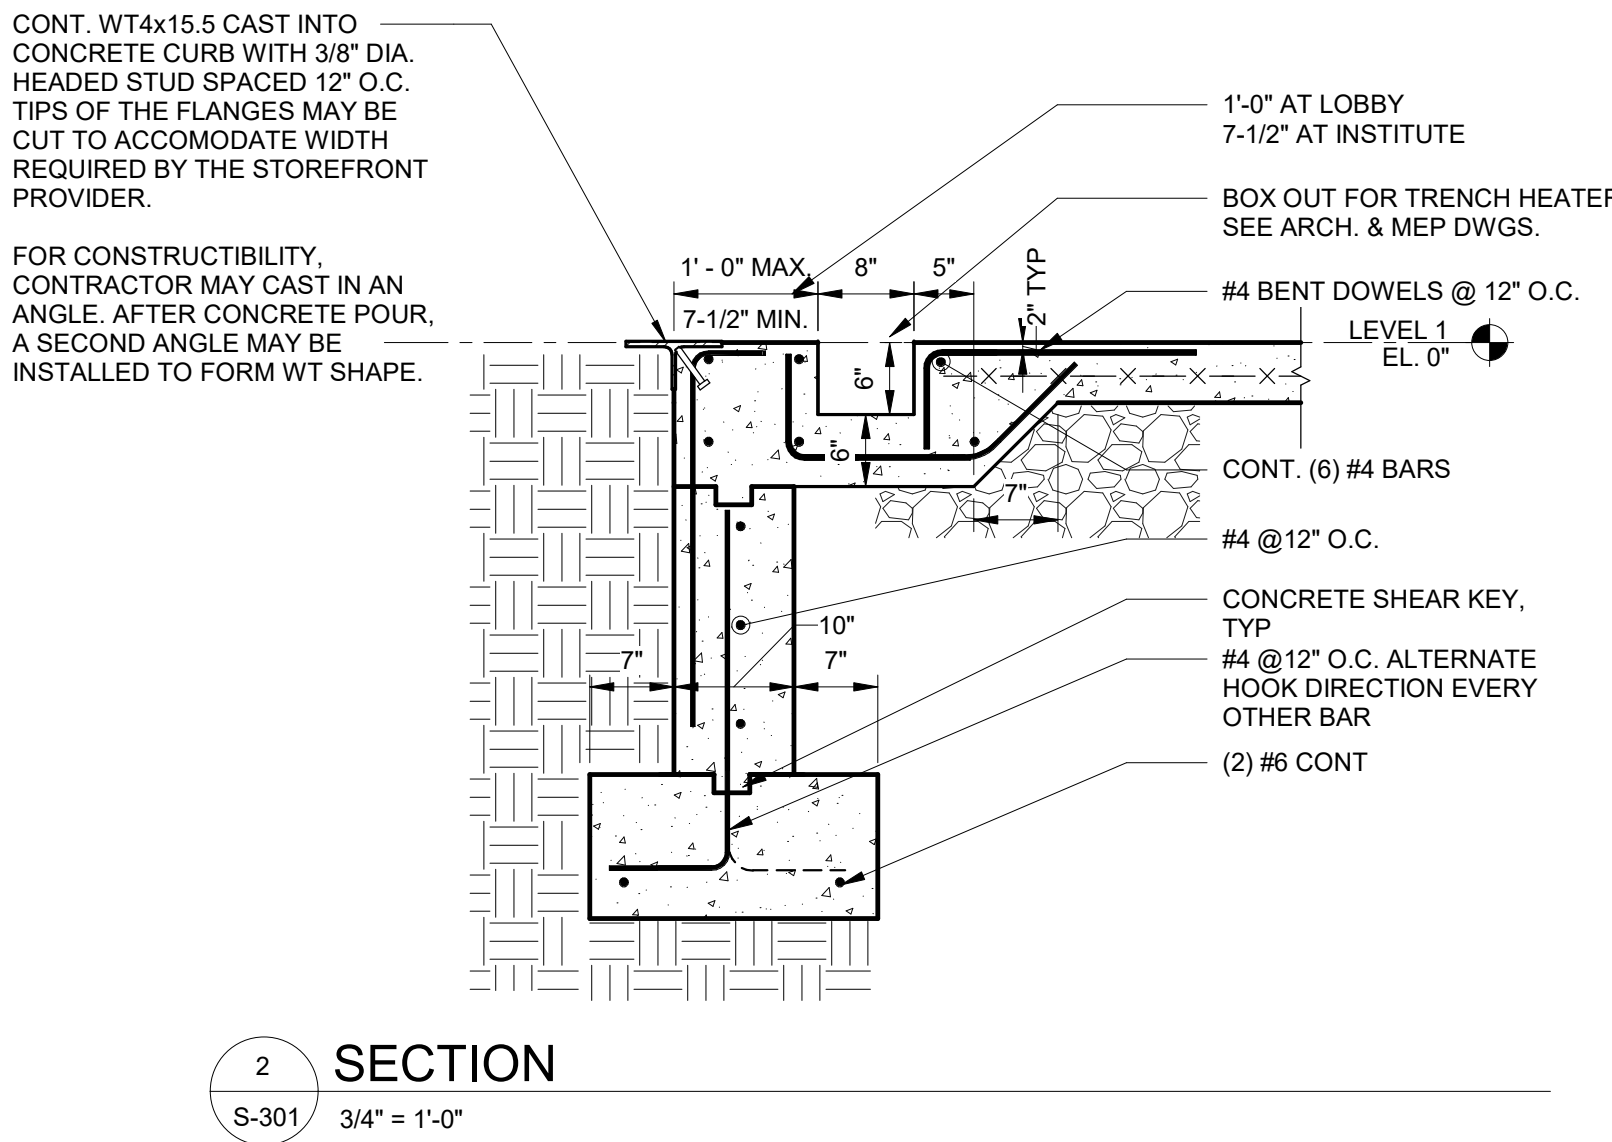 CONT. WT4x15.5 CAST INTO
CONCRETE CURB WITH 3/8" DIA.
HEADED STUD SPACED 12" O.C.
TIPS OF THE FLANGES MAY BE
CUT TO ACCOMODATE WIDTH
REQUIRED BY THE STOREFRONT
PROVIDER.
FOR CONSTRUCTIBILITY,
CONTRACTOR MAY CAST IN AN
ANGLE. AFTER CONCRETE POUR,
A SECOND ANGLE MAY BE
INSTALLED TO FORM WT SHAPE.
1'-0" AT LOBBY
7-1/2" AT INSTITUTE
BOX OUT FOR TRENCH HEATER
SEE ARCH. & MEP DWGS.
1' - 0" MAX.
8"
5"
2" TYP
7-1/2" MIN.
#4 BENT DOWELS @ 12" O.C.
LEVEL 1
EL. 0"
6"
6"
7"
CONT. (6) #4 BARS
#4 @12" O.C.
CONCRETE SHEAR KEY,
TYP
10"
7"
7"
#4 @12" O.C. ALTERNATE
HOOK DIRECTION EVERY
OTHER BAR
(2) #6 CONT
2
SECTION
S-301
3/4" = 1'-0"